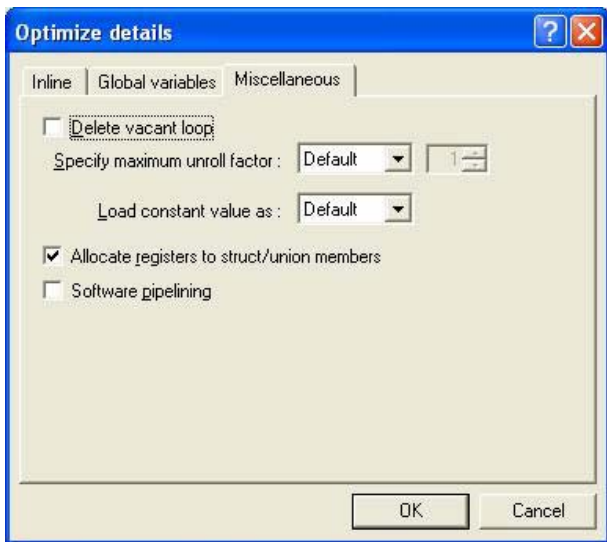 Optimize details
Inline Global variables Miscellaneous
Delete vacant loop
Specify maximum unroll factor : Default 1
Load constant value as : Default
Allocate registers to struct/union members
Software pipelining
OK Cancel